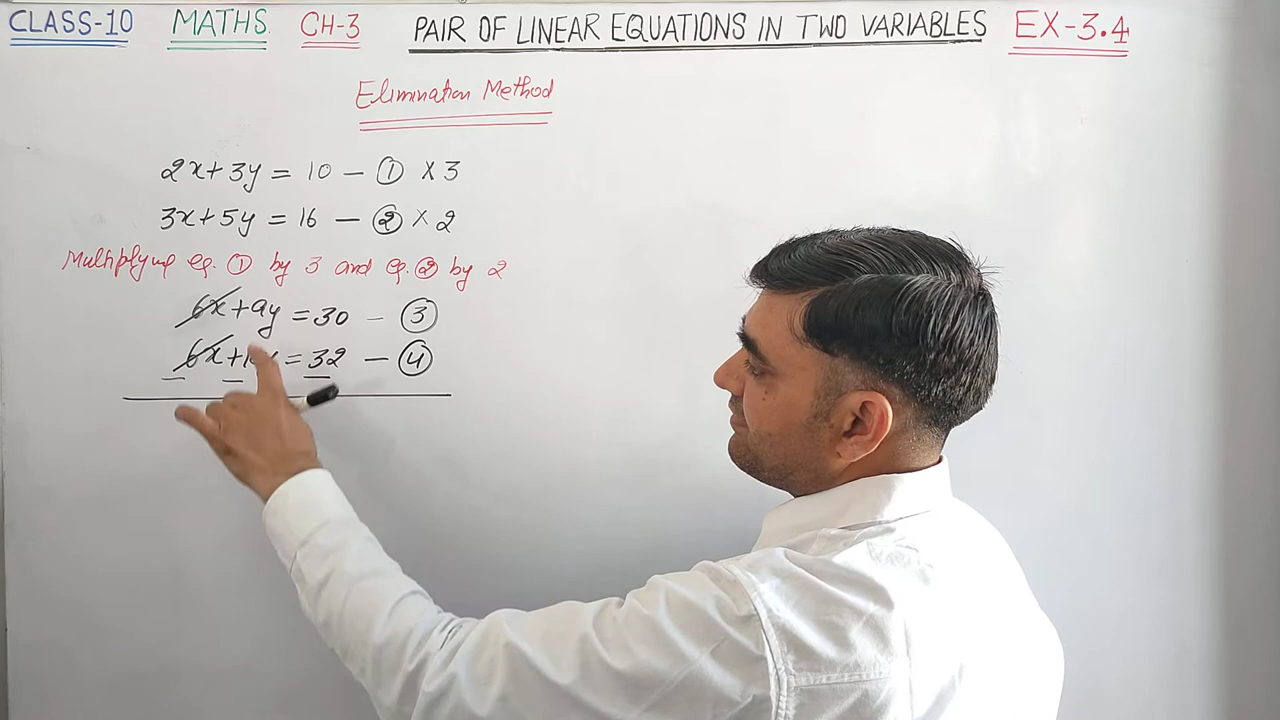 CLASS-10 MATHS. CH-3 PAIR OF LINEAR EQUATIONS IN TWO VARIABLES EX-3.4
Elimination Method
2x+3y = 10 - ① ×3
3x+5y = 16 - ② ×2
Multiplying eq. ① by 3 and eq. ② by 2
6x+9y = 30 - ③
6x+ = 32 - ④